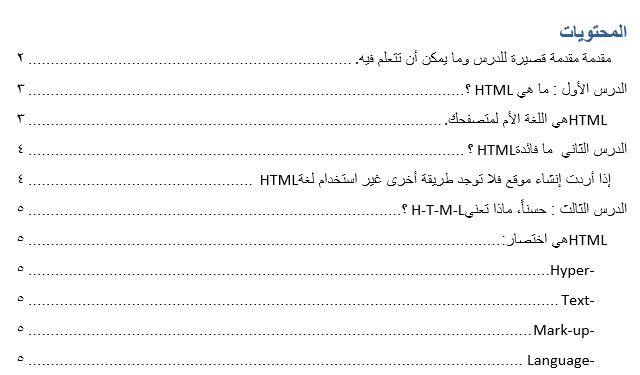 المحتويات
مقدمة مقدمة قصيرة للدرس وما يمكن أن تتعلم فيه. ........ ٢
الدرس الأول : ما هي HTML ؟ ........ ٣
HTMLهي اللغة الأم لمتصفحك. ........ ٣
الدرس الثاني  ما فائدةHTML ؟ ........ ٤
إذا أردت إنشاء موقع فلا توجد طريقة أخرى غير استخدام لغةHTML ........ ٤
الدرس الثالث : حسناً، ماذا تعنيH-T-M-L ؟ ........ ٥
HTMLهي اختصار: ........ ٥
Hyper- ........ ٥
Text- ........ ٥
Mark-up- ........ ٥
Language- ........ ٥